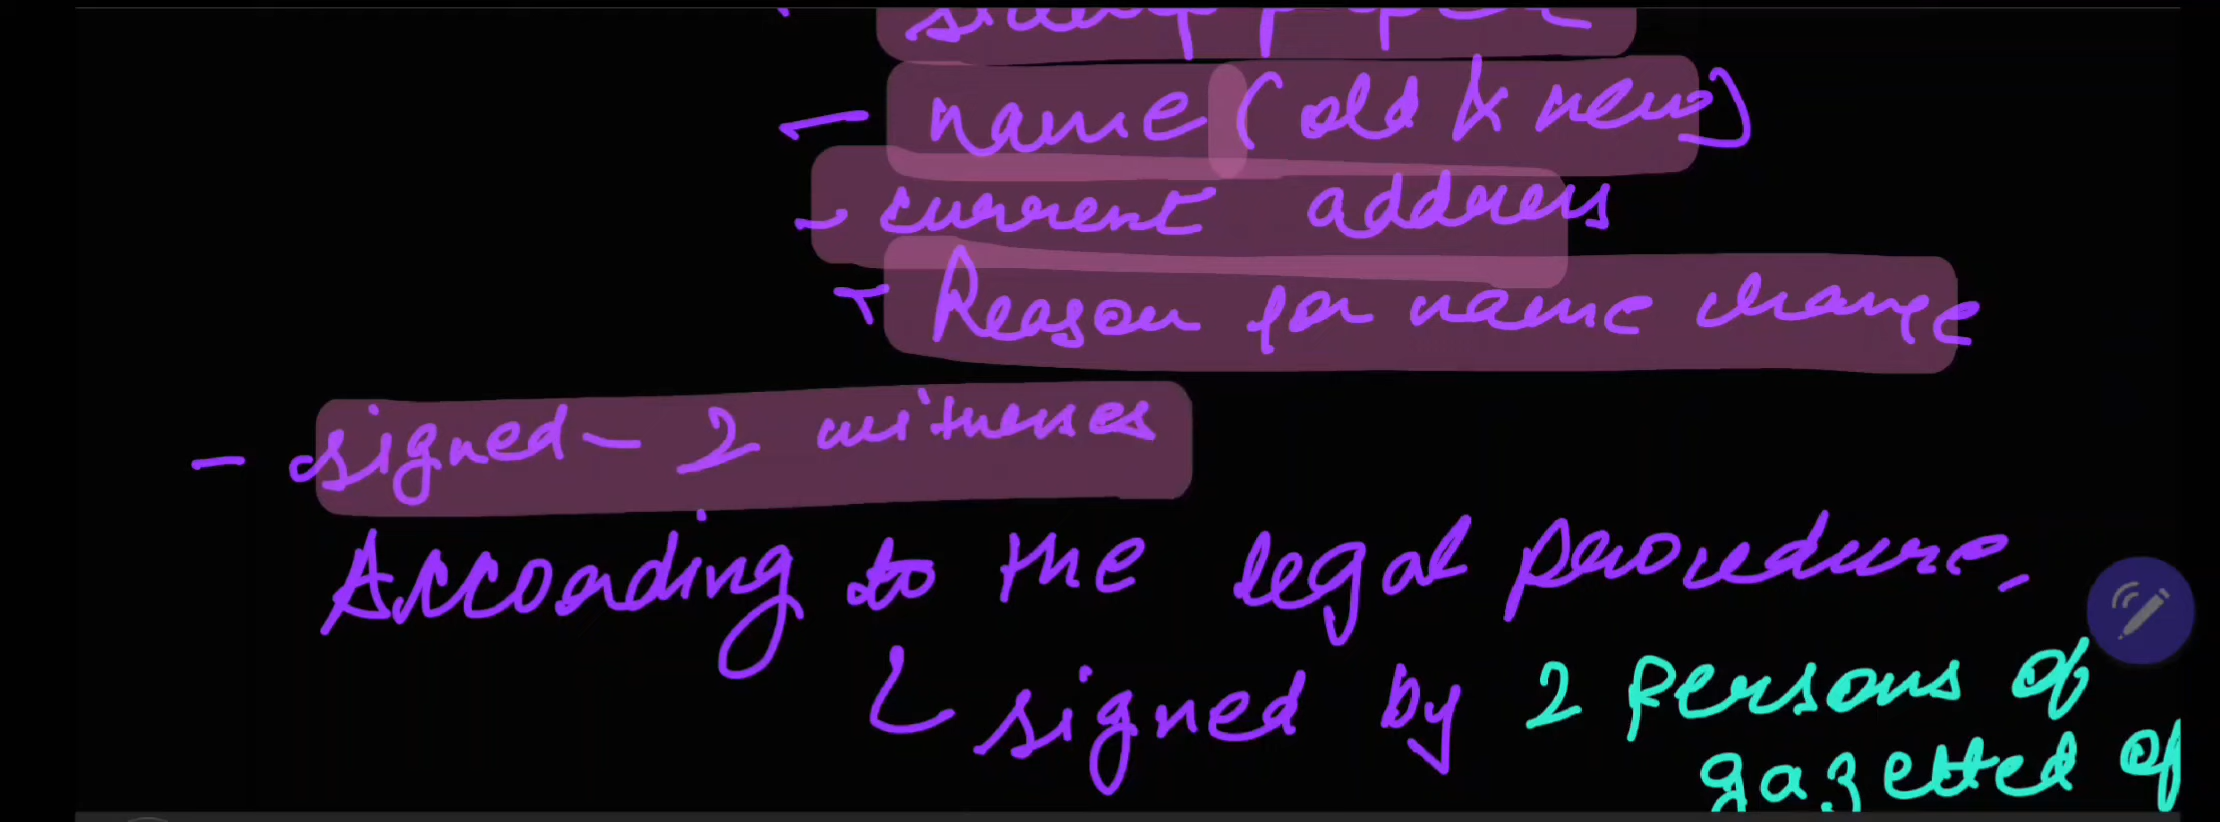 - name (old & new)
- current address
- Reason for name change
- signed - 2 witnesses
According to the legal procedure.
signed by 2 persons of
gazetted of